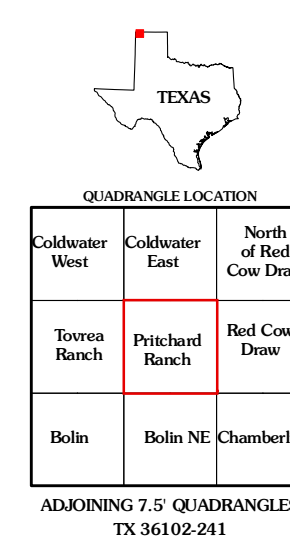 TEXAS
QUADRANGLE LOCATION
Coldwater
West
Coldwater
East
North
of Red
Cow Dra
Tovrea
Ranch
Pritchard
Ranch
Red Cow
Draw
Bolin
Bolin NE
Chamberl
ADJOINING 7.5' QUADRANGLES
TX 36102-241